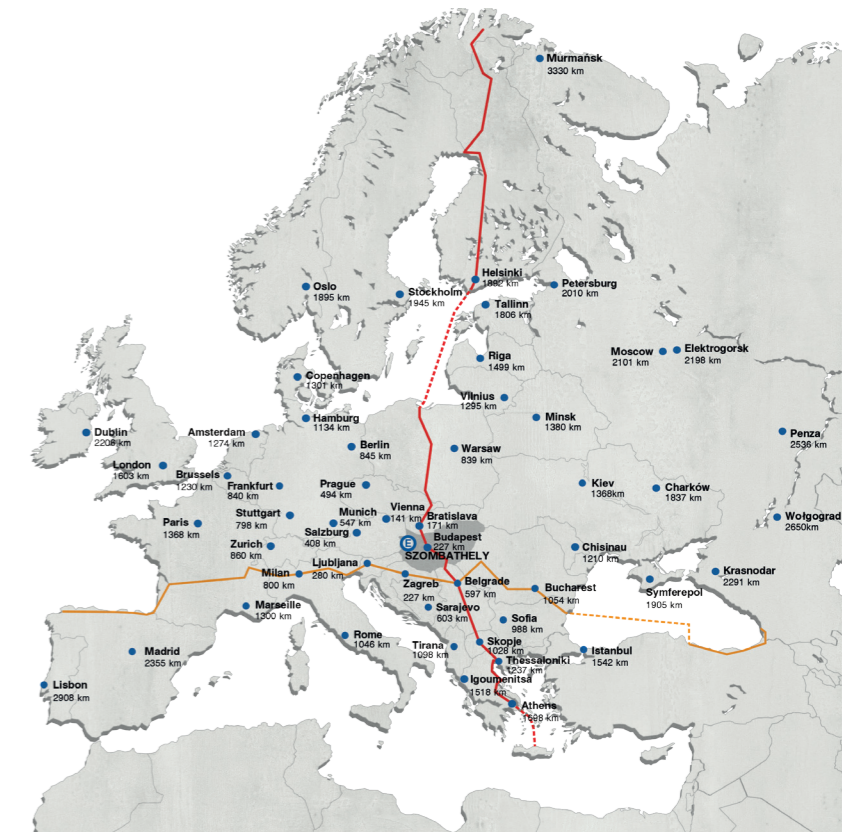 Murmańsk
3330 km
Helsinki
1882 km
Oslo
1895 km
Stockholm
1945 km
Petersburg
2010 km
Tallinn
1806 km
Riga
1499 km
Moscow
2101 km
Elektrogorsk
2198 km
Copenhagen
1301 km
Vilnius
1295 km
Hamburg
1134 km
Minsk
1380 km
Dublin
2206 km
Amsterdam
1274 km
Berlin
845 km
Warsaw
839 km
Penza
2536 km
London
1603 km
Brussels
1230 km
Frankfurt
840 km
Prague
494 km
Kiev
1368km
Charków
1837 km
Paris
1368 km
Stuttgart
798 km
Munich
547 km
Vienna
141 km
Bratislava
171 km
Wołgograd
2650km
Salzburg
408 km
Zurich
860 km
Budapest
227 km
E
SZOMBATHELY
Chisinau
1210 km
Ljubljana
280 km
Milan
800 km
Zagreb
227 km
Belgrade
597 km
Bucharest
1054 km
Symferepol
1905 km
Krasnodar
2291 km
Marseille
1300 km
Sarajevo
603 km
Sofia
988 km
Rome
1046 km
Tirana
1098 km
Skopje
1028 km
Istanbul
1542 km
Madrid
2355 km
Thessaloniki
1237 km
Igoumenitsa
1518 km
Lisbon
2908 km
Athens
1698 km